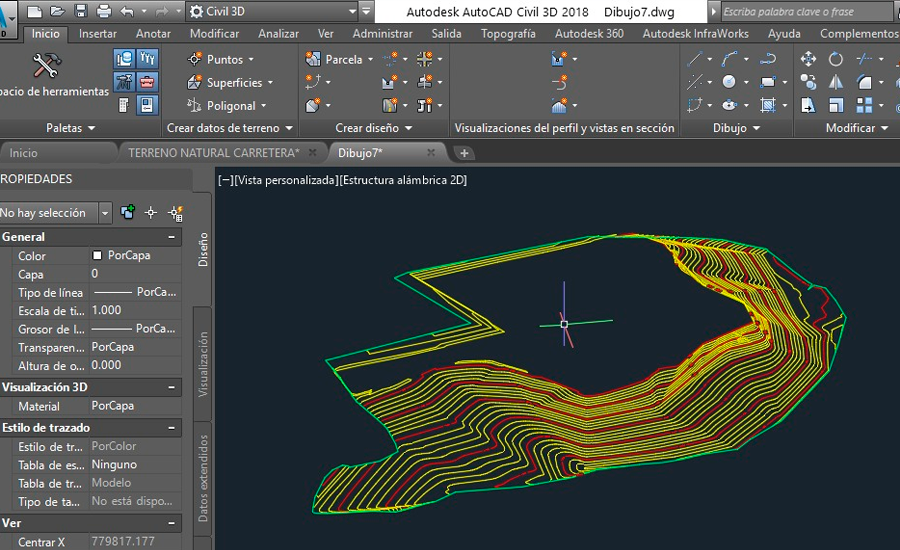 Civil 3D
Autodesk AutoCAD Civil 3D 2018 Dibujo7.dwg
Escriba palabra clave o frase
Inicio Insertar Anotar Modificar Analizar Ver Administrar Salida Topografía Autodesk 360 Autodesk InfraWorks Ayuda Complementos
Puntos
Parcela
pacio de herramientas
Superficies
Poligonal
Paletas Crear datos de terreno Crear diseño Visualizaciones del perfil y vistas en sección Dibujo Modificar
Inicio TERRENO NATURAL CARRETERA* Dibujo7*
ROPIEDADES
[−][Vista personalizada][Estructura alámbrica 2D]
No hay selección
Diseño
Visualización
Datos extendidos
General
Color PorCapa
Capa 0
Tipo de línea PorCa...
Escala de ti... 1.000
Grosor de l... PorCa...
Transparen... PorCapa
Altura de o... 0.000
Visualización 3D
Material PorCapa
Estilo de trazado
Estilo de tr... PorColor
Tabla de es... Ninguno
Tabla de tr... Modelo
Tipo de ta... No está dispo...
Ver
Centrar X 779817.177